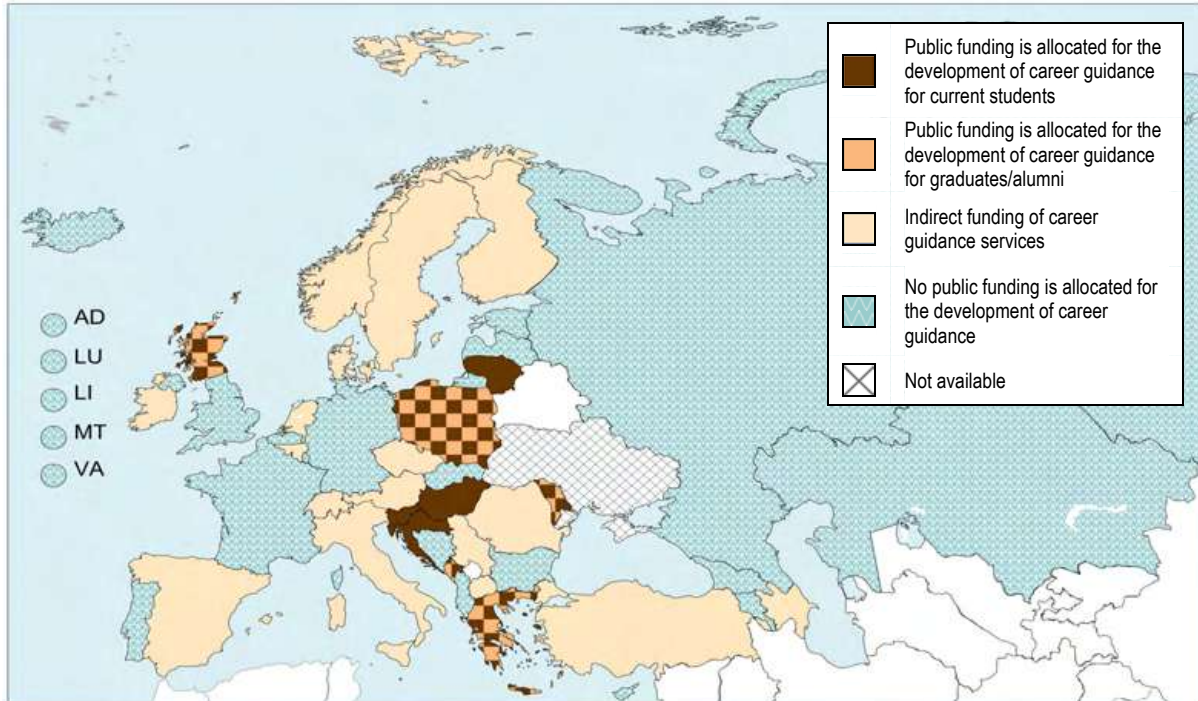 Public funding is allocated for the
development of career guidance
for current students
Public funding is allocated for the
development of career guidance
for graduates/alumni
Indirect funding of career
guidance services
No public funding is allocated for
the development of career
guidance
Not available
AD
LU
LI
MT
VA